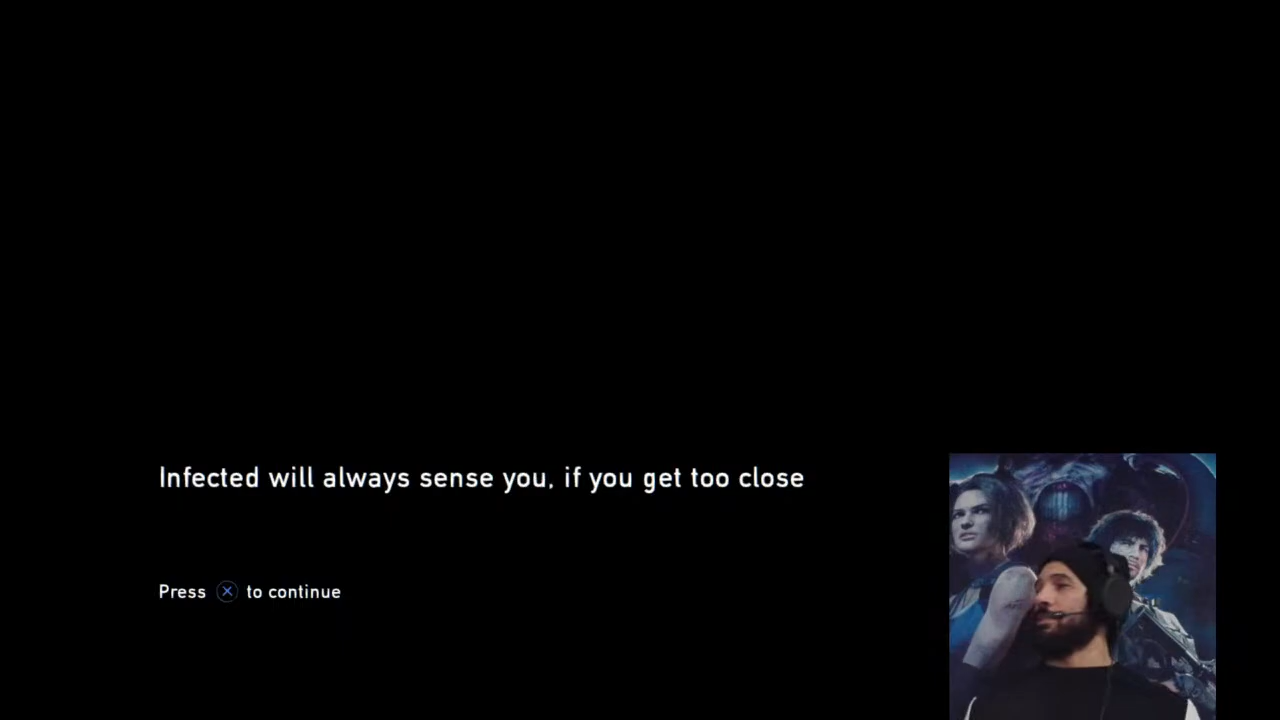 Infected will always sense you, if you get too close
Press ⓧ to continue